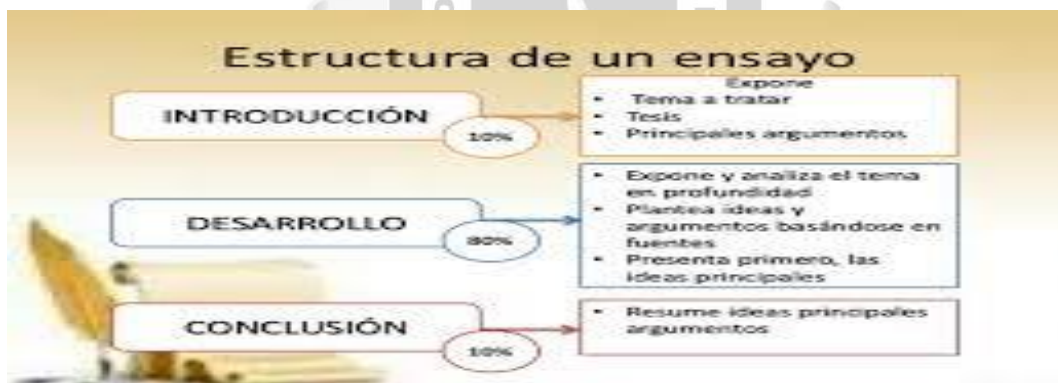 Estructura de un ensayo
INTRODUCCIÓN
10%
Expone
• Tema a tratar
• Tesis
• Principales argumentos
DESARROLLO
80%
• Expone y analiza el tema
en profundidad
• Plantea ideas y
argumentos basándose en
fuentes
• Presenta primero, las
ideas principales
CONCLUSIÓN
10%
• Resume ideas principales
argumentos